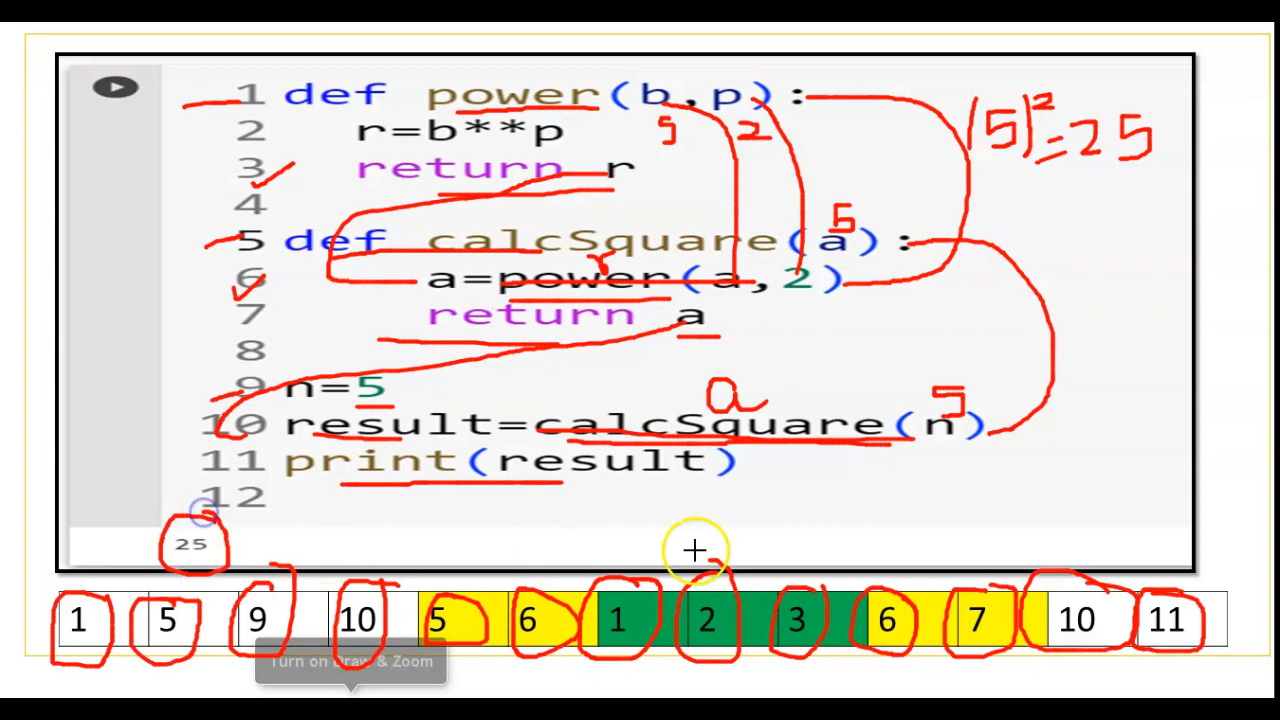 1 def power(b,p):
2 r=b**p
3 return r
4
5 def calcSquare(a):
6 a=power(a,2)
7 return a
8
9 n=5
10 result=calcSquare(n)
11 print(result)
12
25
5 2
(5)²=25
5
r
a 5
1 5 9 10 5 6 1 2 3 6 7 10 11
Turn on Draw & Zoom